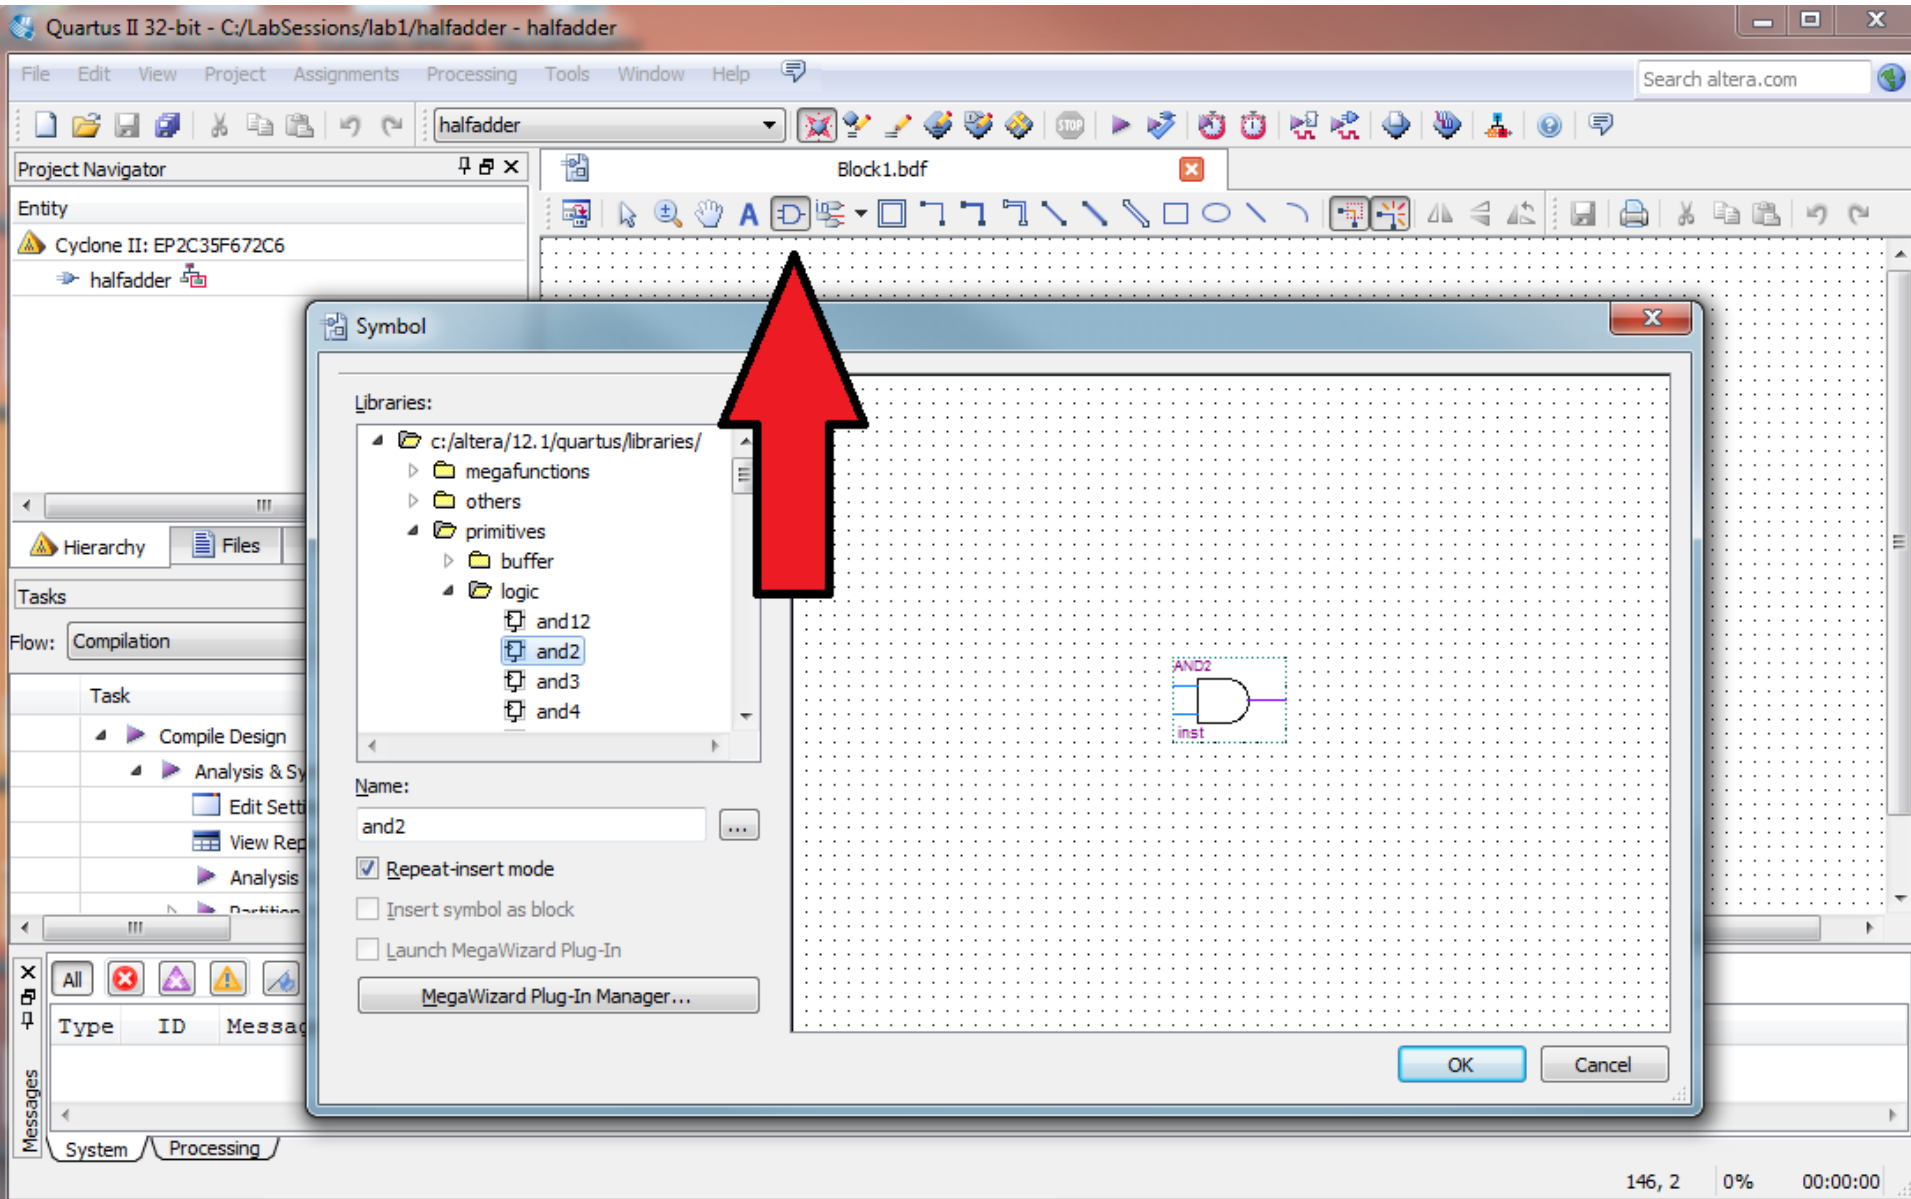 Quartus II 32-bit - C:/LabSessions/lab1/halfadder - halfadder
File Edit View Project Assignments Processing Tools Window Help
Search altera.com
halfadder
STOP
Project Navigator
Block1.bdf
Entity
A
Cyclone II: EP2C35F672C6
halfadder
Symbol
Libraries:
c:/altera/12.1/quartus/libraries/
megafunctions
others
primitives
buffer
logic
and12
and2
and3
and4
Hierarchy Files
Tasks
Flow: Compilation
Task
Compile Design
Analysis & Sy
Edit Setti
View Rep
Analysis
Partition
AND2
inst
Name:
and2
...
Repeat-insert mode
Insert symbol as block
Launch MegaWizard Plug-In
MegaWizard Plug-In Manager...
OK Cancel
All
Type ID Messag
Messages
System Processing
146, 2 0% 00:00:00